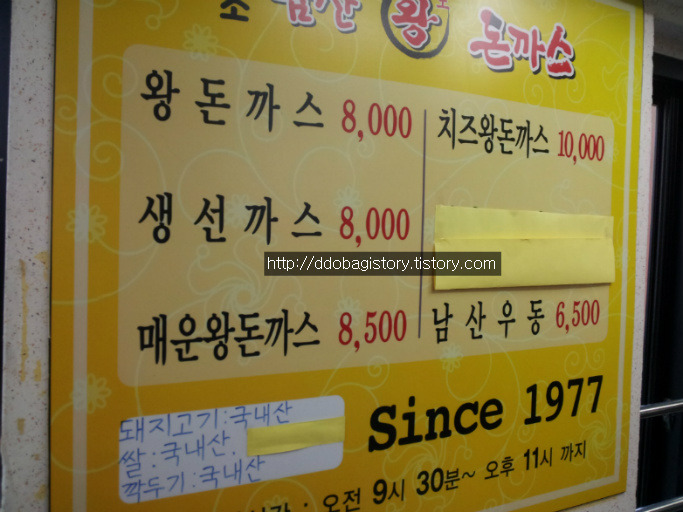 남산 왕 돈까스
왕돈까스 8,000
생선까스 8,000
매운왕돈까스 8,500
치즈왕돈까스 10,000
남산우동 6,500
http://ddobagistory.tistory.com
Since 1977
돼지고기:국내산
쌀:국내산.
깍두기:국내산
: 오전 9시 30분~ 오후 11시 까지